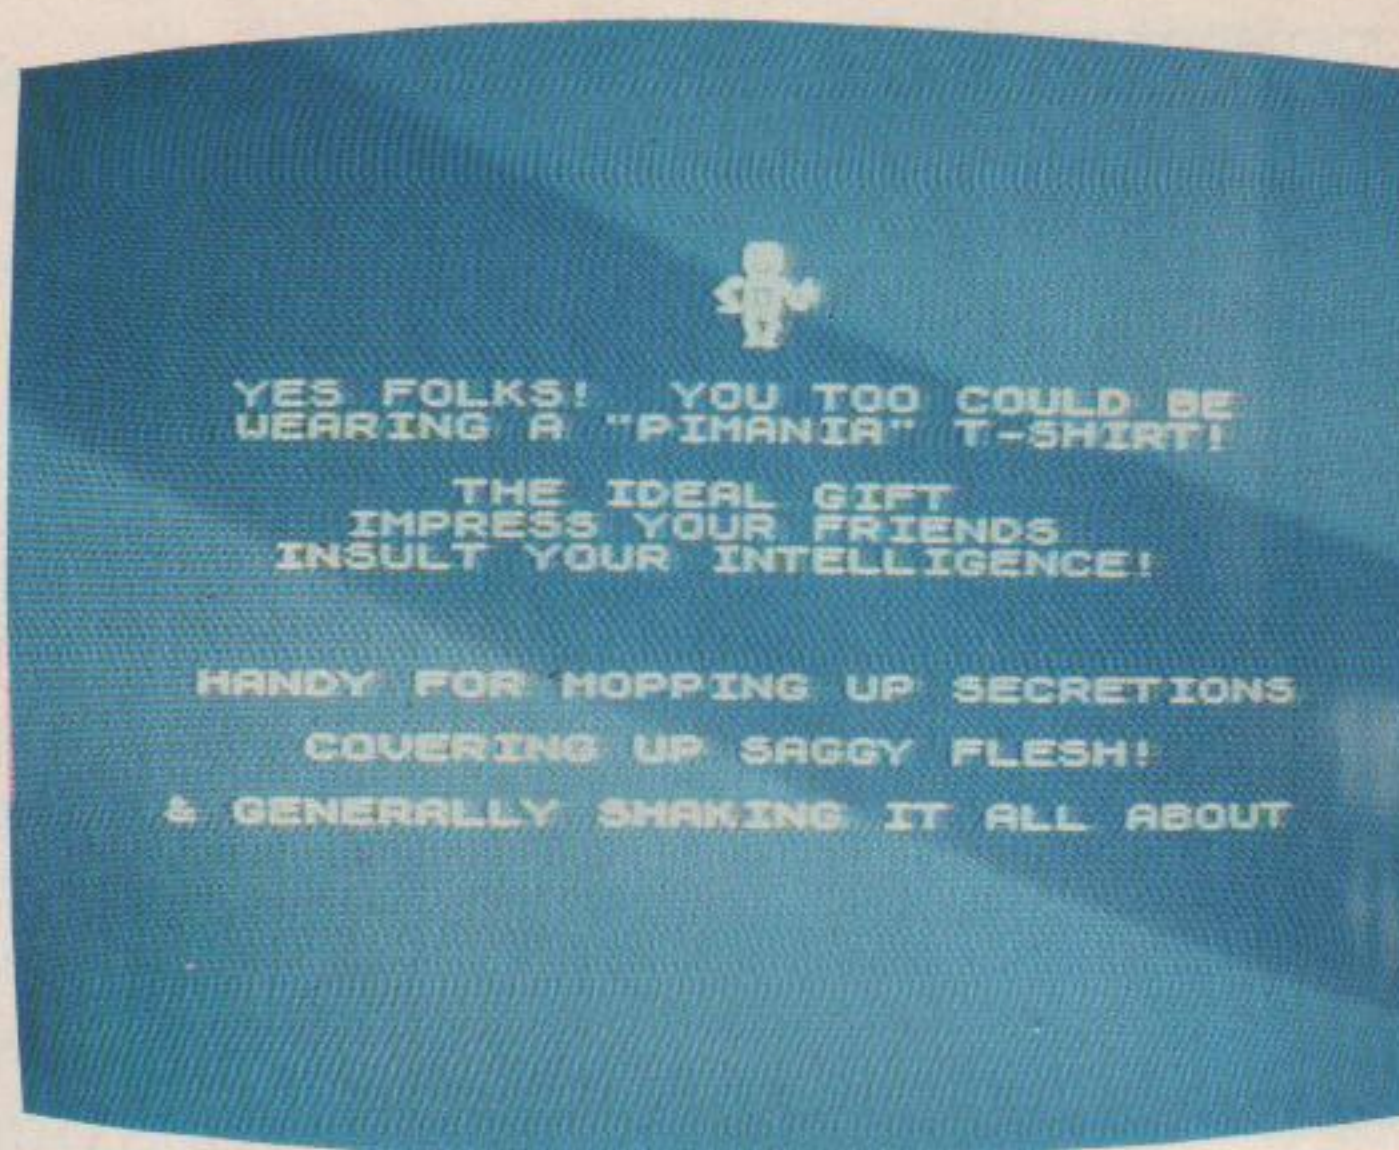 YES FOLKS! YOU TOO COULD BE
WEARING A "PIMANIA" T-SHIRT!
THE IDEAL GIFT
IMPRESS YOUR FRIENDS
INSULT YOUR INTELLIGENCE!
HANDY FOR MOPPING UP SECRETIONS
COVERING UP SAGGY FLESH!
& GENERALLY SHAKING IT ALL ABOUT